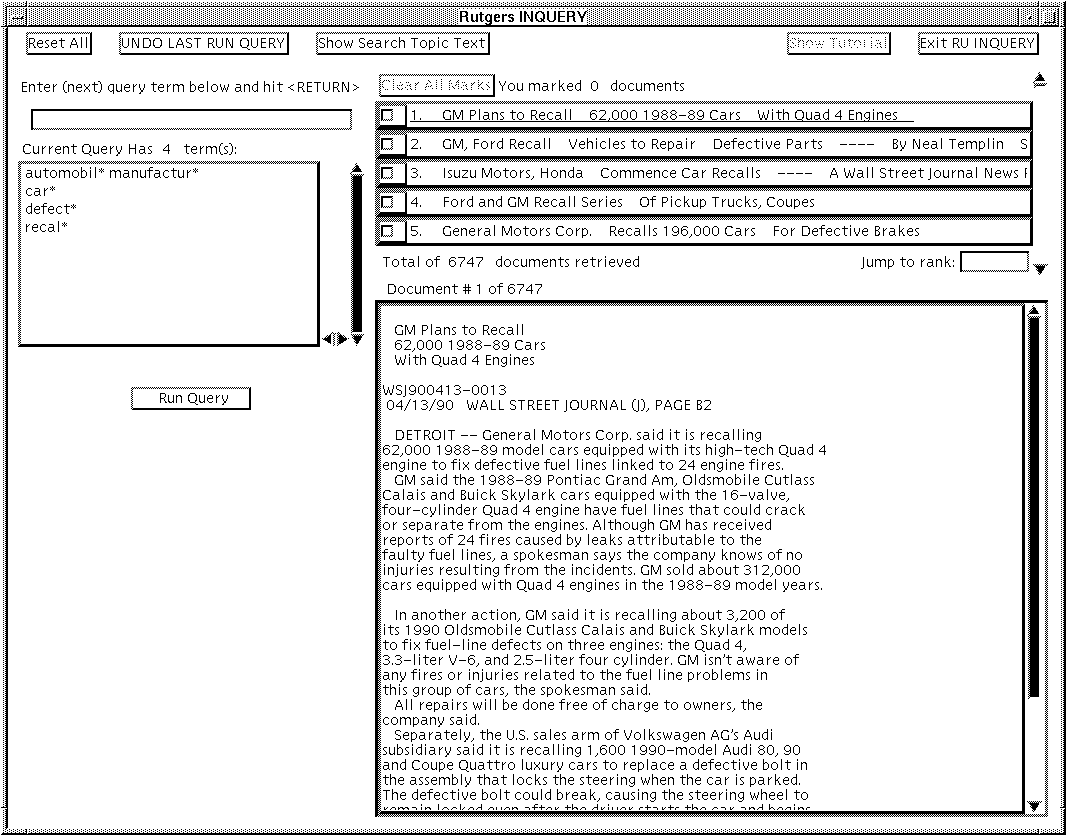 Rutgers INQUERY
Reset All UNDO LAST RUN QUERY Show Search Topic Text Show Tutorial Exit RU INQUERY
Enter (next) query term below and hit <RETURN>
Current Query Has 4 term(s):
automobil* manufactur*
car*
defect*
recal*
Run Query
Clear All Marks You marked 0 documents
1. GM Plans to Recall 62,000 1988-89 Cars With Quad 4 Engines
2. GM, Ford Recall Vehicles to Repair Defective Parts ---- By Neal Templin S
3. Isuzu Motors, Honda Commence Car Recalls ---- A Wall Street Journal News
4. Ford and GM Recall Series Of Pickup Trucks, Coupes
5. General Motors Corp. Recalls 196,000 Cars For Defective Brakes
Total of 6747 documents retrieved Jump to rank:
Document # 1 of 6747
GM Plans to Recall
62,000 1988-89 Cars
With Quad 4 Engines
WSJ900413-0013
04/13/90 WALL STREET JOURNAL (J), PAGE B2
DETROIT -- General Motors Corp. said it is recalling
62,000 1988-89 model cars equipped with its high-tech Quad 4
engine to fix defective fuel lines linked to 24 engine fires.
GM said the 1988-89 Pontiac Grand Am, Oldsmobile Cutlass
Calais and Buick Skylark cars equipped with the 16-valve,
four-cylinder Quad 4 engine have fuel lines that could crack
or separate from the engines. Although GM has received
reports of 24 fires caused by leaks attributable to the
faulty fuel lines, a spokesman says the company knows of no
injuries resulting from the incidents. GM sold about 312,000
cars equipped with Quad 4 engines in the 1988-89 model years.
In another action, GM said it is recalling about 3,200 of
its 1990 Oldsmobile Cutlass Calais and Buick Skylark models
to fix fuel-line defects on three engines: the Quad 4,
3.3-liter V-6, and 2.5-liter four cylinder. GM isn't aware of
any fires or injuries related to the fuel line problems in
this group of cars, the spokesman said.
All repairs will be done free of charge to owners, the
company said.
Separately, the U.S. sales arm of Volkswagen AG's Audi
subsidiary said it is recalling 1,600 1990-model Audi 80, 90
and Coupe Quattro luxury cars to replace a defective bolt in
the assembly that locks the steering when the car is parked.
The defective bolt could break, causing the steering wheel to
remain locked even after the driver starts the car and begins